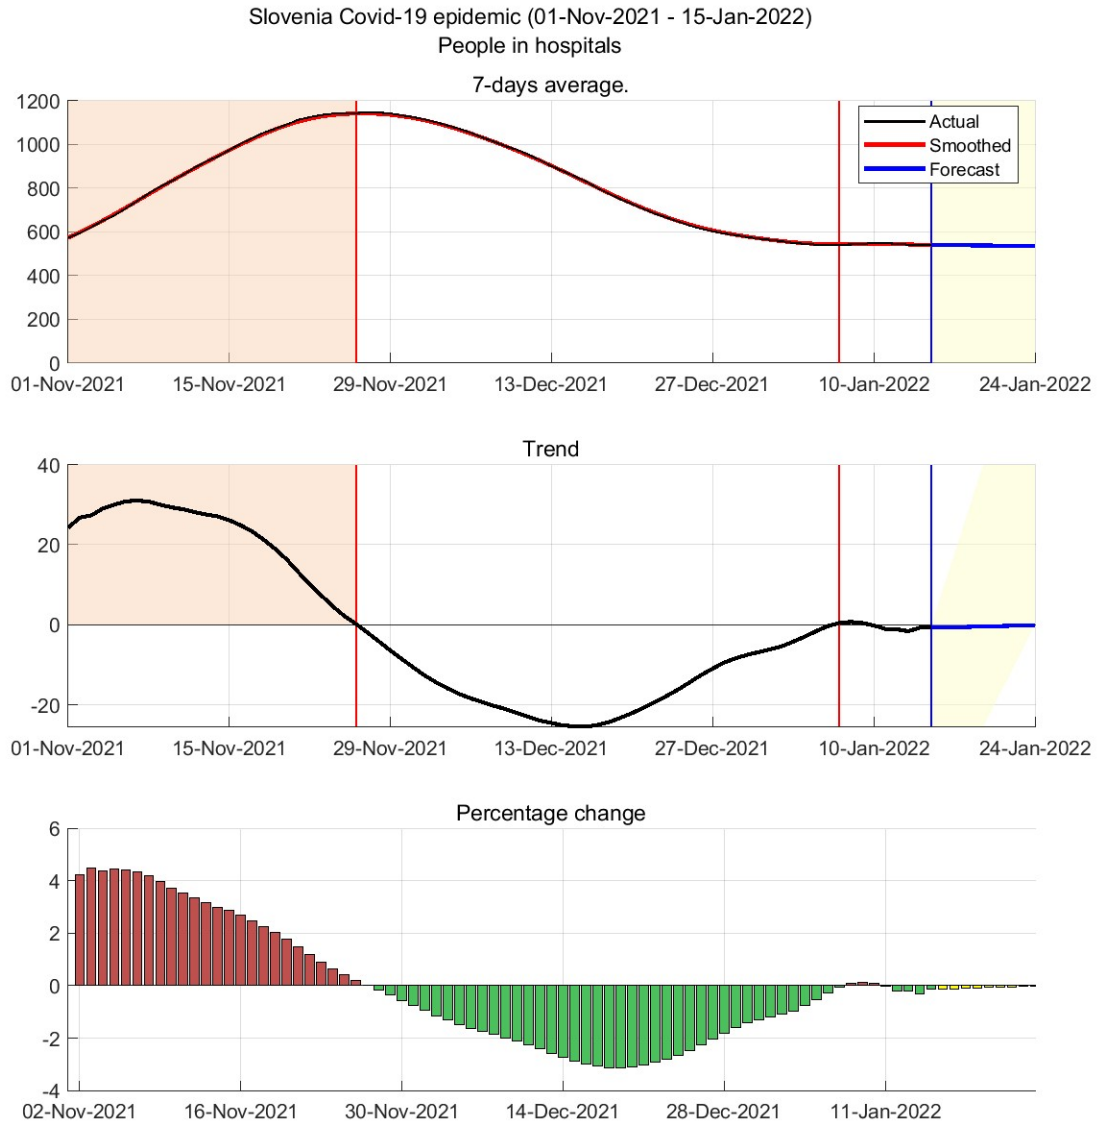 Slovenia Covid-19 epidemic (01-Nov-2021 - 15-Jan-2022)
People in hospitals
7-days average.
1200
1000
800
600
400
200
0
Actual
Smoothed
Forecast
01-Nov-2021 15-Nov-2021 29-Nov-2021 13-Dec-2021 27-Dec-2021 10-Jan-2022 24-Jan-2022
Trend
40
20
0
-20
01-Nov-2021 15-Nov-2021 29-Nov-2021 13-Dec-2021 27-Dec-2021 10-Jan-2022 24-Jan-2022
Percentage change
6
4
2
0
-2
-4
02-Nov-2021 16-Nov-2021 30-Nov-2021 14-Dec-2021 28-Dec-2021 11-Jan-2022